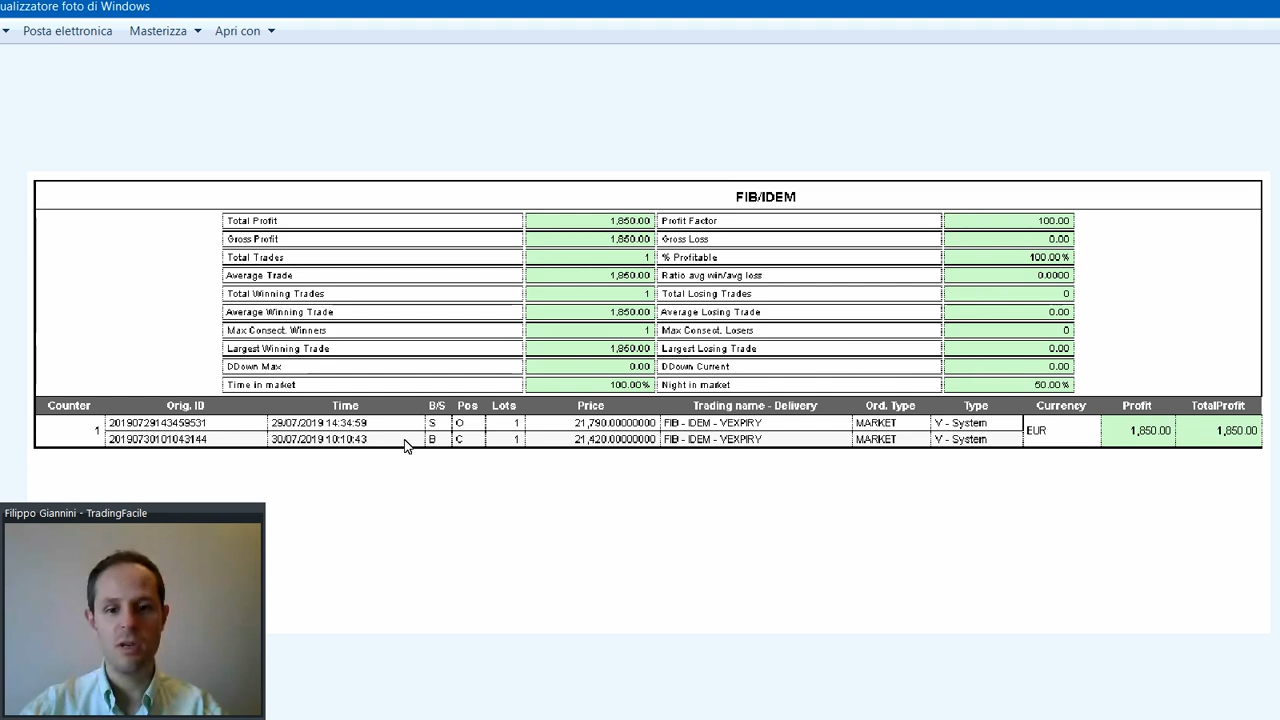 ualizzatore foto di Windows
Posta elettronica Masterizza Apri con
FIB/IDEM
Total Profit 1,850.00 Profit Factor 100.00
Gross Profit 1,850.00 Gross Loss 0.00
Total Trades 1 % Profitable 100.00%
Average Trade 1,850.00 Ratio avg win/avg loss 0.0000
Total Winning Trades 1 Total Losing Trades 0
Average Winning Trade 1,850.00 Average Losing Trade 0.00
Max Consect. Winners 1 Max Consect. Losers 0
Largest Winning Trade 1,850.00 Largest Losing Trade 0.00
DDown Max 0.00 DDown Current 0.00
Time in market 100.00% Night in market 50.00%
Counter Orig. ID Time B/S Pos Lots Price Trading name - Delivery Ord. Type Type Currency Profit TotalProfit
1 20190729143459531 29/07/2019 14:34:59 S O 1 21,790.00000000 FIB - IDEM - VEXPIRY MARKET V - System EUR 1,850.00 1,850.00
20190730101043144 30/07/2019 10:10:43 B C 1 21,420.00000000 FIB - IDEM - VEXPIRY MARKET V - System
Filippo Giannini - TradingFacile